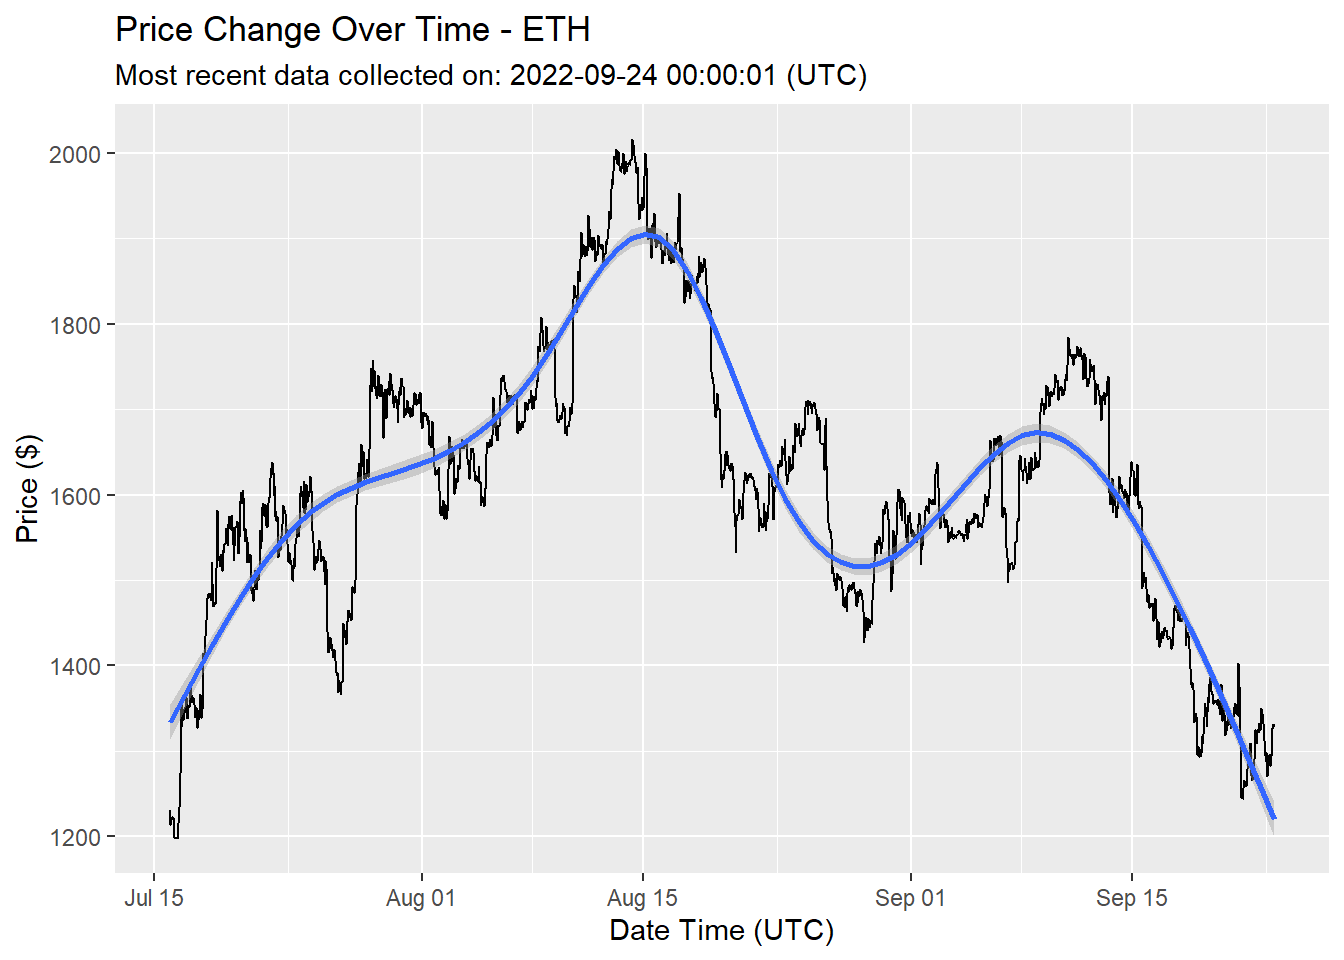 Price Change Over Time - ETH
Most recent data collected on: 2022-09-24 00:00:01 (UTC)
Price ($)
2000
1800
1600
1400
1200
Jul 15
Aug 01
Aug 15
Sep 01
Sep 15
Date Time (UTC)